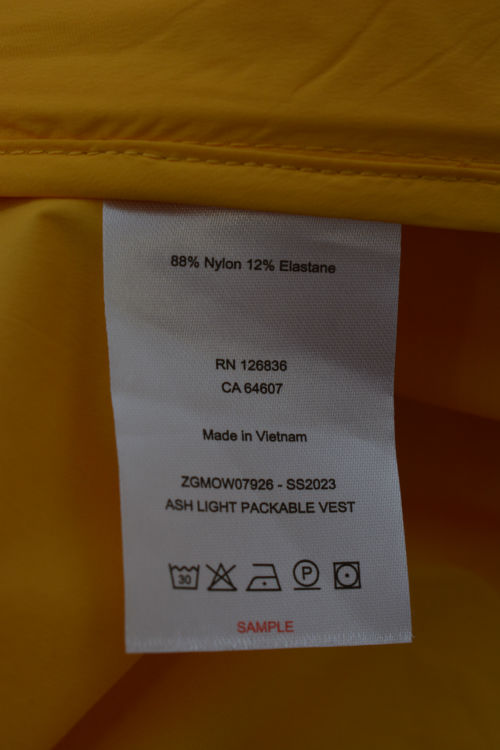 88% Nylon 12% Elastane
RN 126836
CA 64607
Made in Vietnam
ZGMOW07926 - SS2023
ASH LIGHT PACKABLE VEST
30
P
SAMPLE